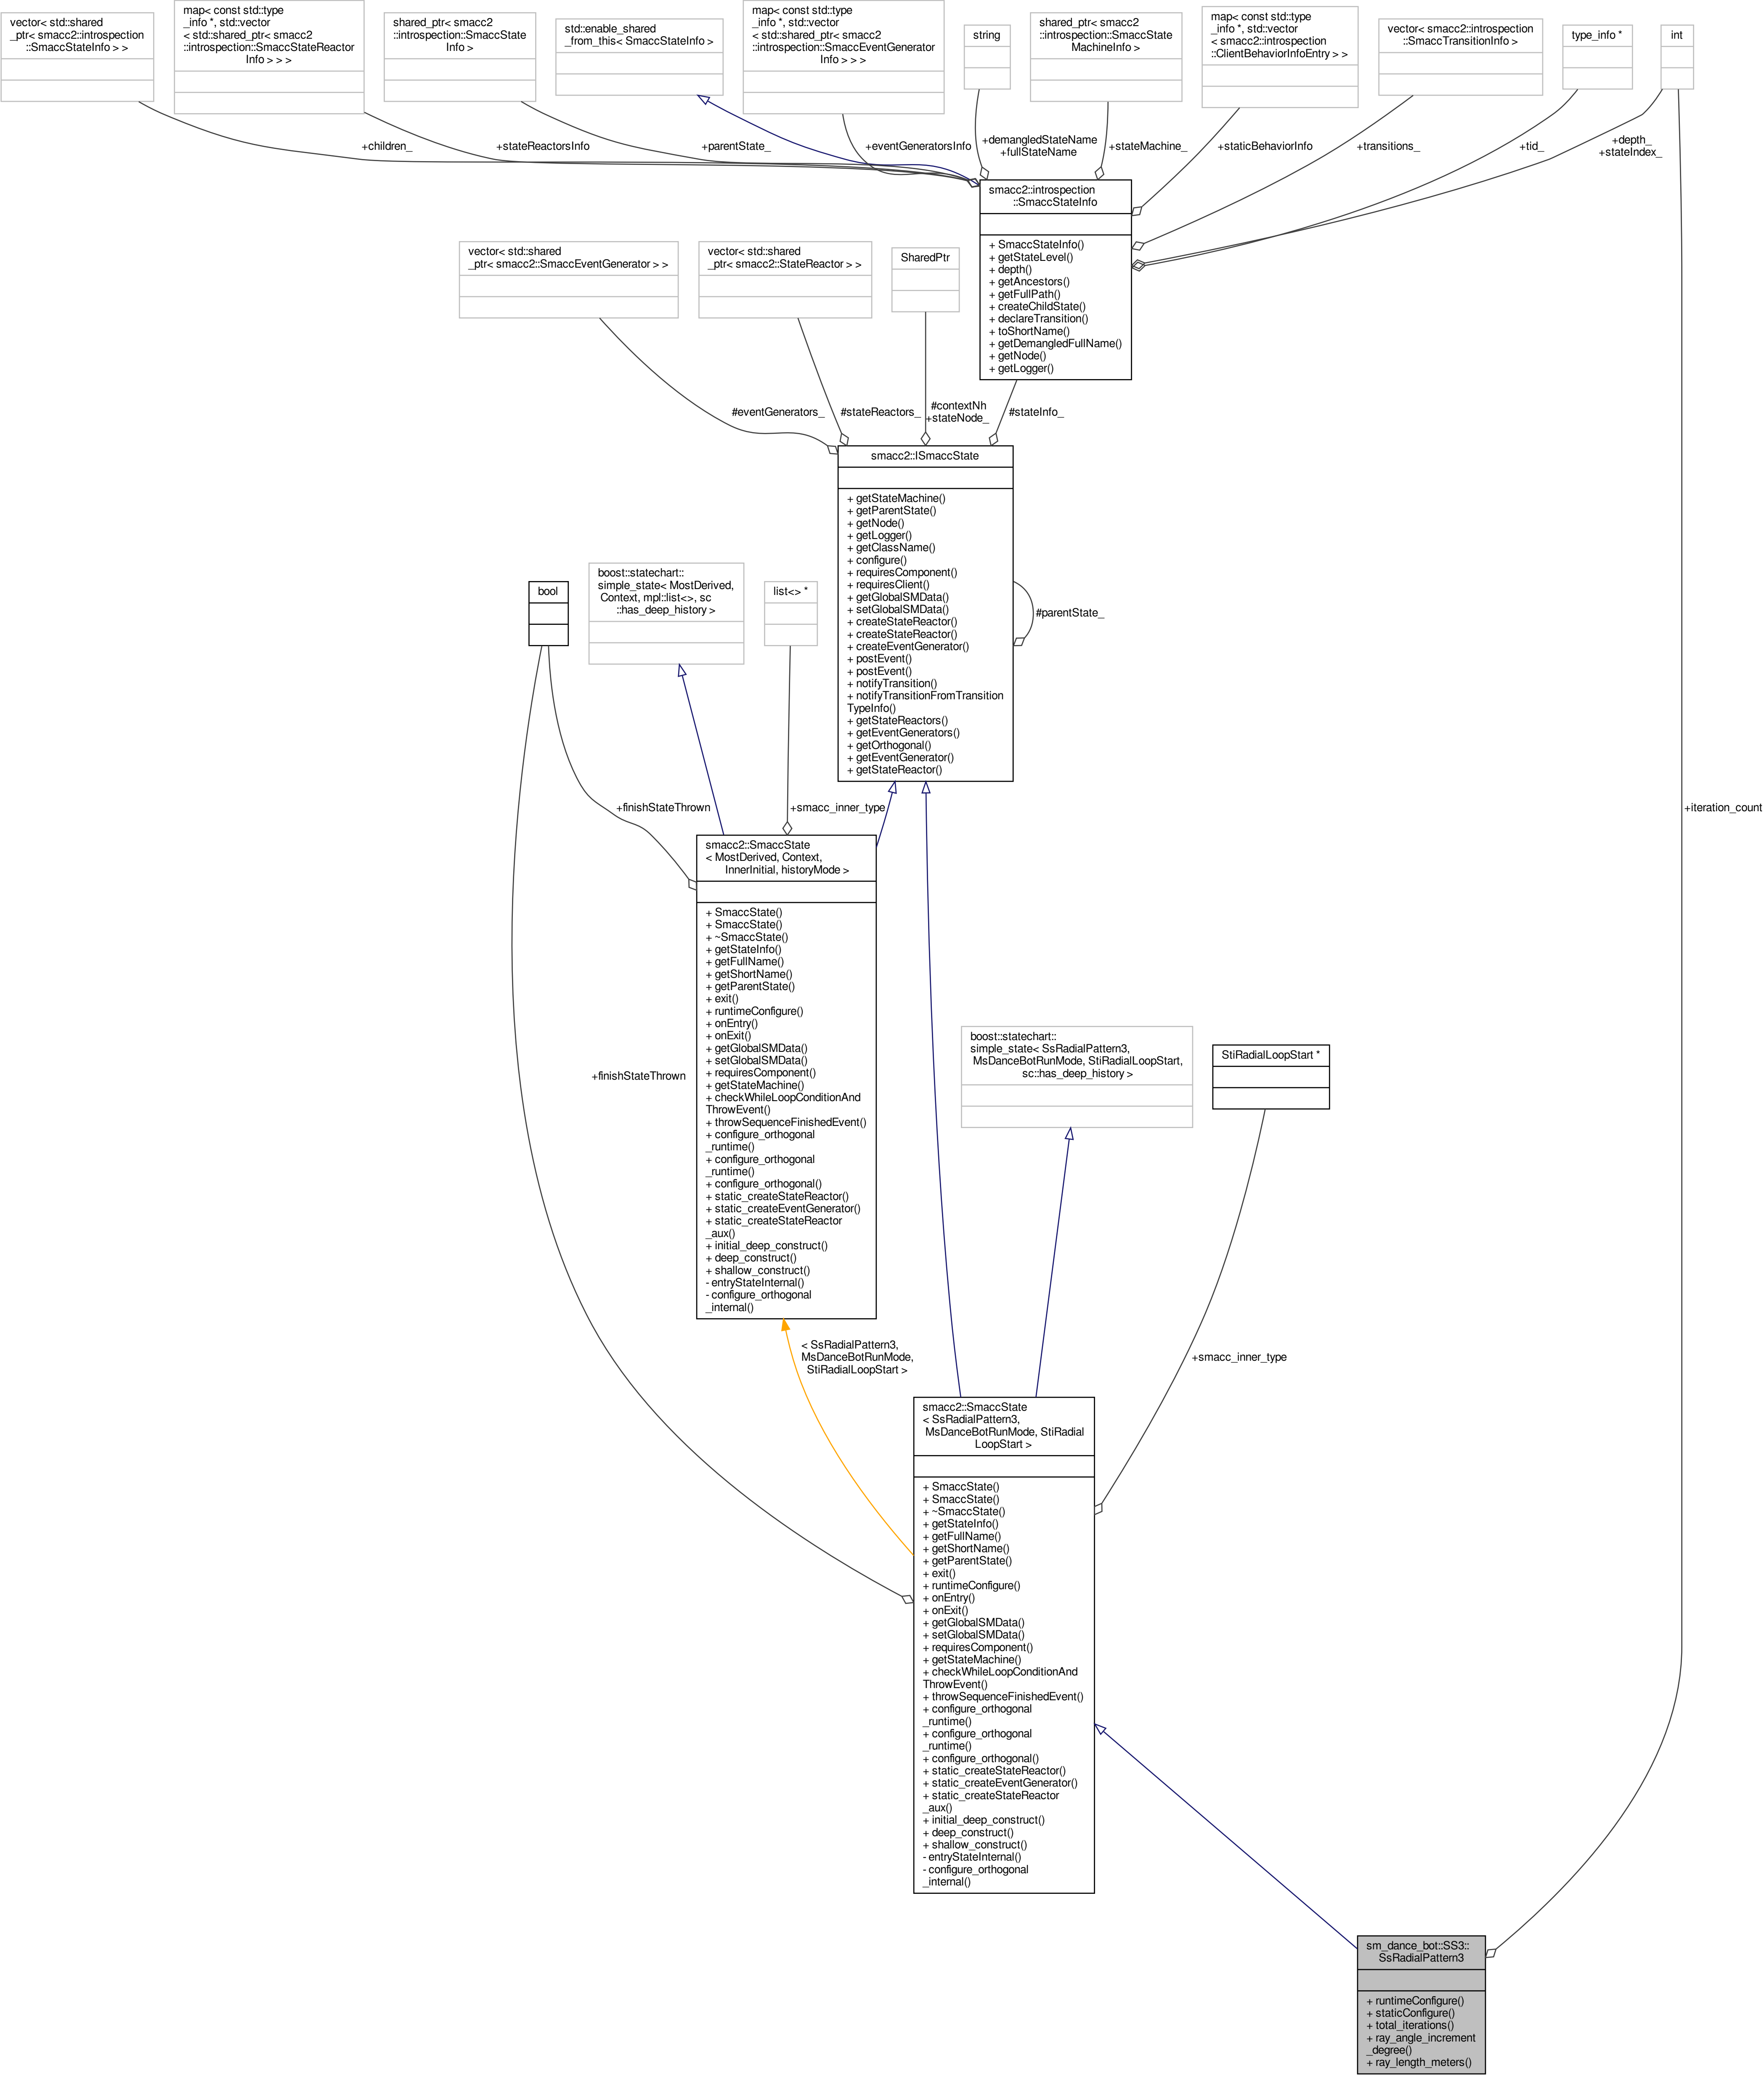 vector< std::shared
_ptr< smacc2::introspection
::SmaccStateInfo > >
map< const std::type
_info *, std::vector
< std::shared_ptr< smacc2
::introspection::SmaccStateReactor
Info > > >
shared_ptr< smacc2
::introspection::SmaccState
Info >
std::enable_shared
_from_this< SmaccStateInfo >
map< const std::type
_info *, std::vector
< std::shared_ptr< smacc2
::introspection::SmaccEventGenerator
Info > > >
string
shared_ptr< smacc2
::introspection::SmaccState
MachineInfo >
map< const std::type
_info *, std::vector
< smacc2::introspection
::ClientBehaviorInfoEntry > >
vector< smacc2::introspection
::SmaccTransitionInfo >
type_info *
int
+children_
+stateReactorsInfo
+parentState_
+eventGeneratorsInfo
+demangledStateName
+fullStateName
+stateMachine_
+staticBehaviorInfo
+transitions_
+tid_
+depth_
+stateIndex_
smacc2::introspection
::SmaccStateInfo
+ SmaccStateInfo()
+ getStateLevel()
+ depth()
+ getAncestors()
+ getFullPath()
+ createChildState()
+ declareTransition()
+ toShortName()
+ getDemangledFullName()
+ getNode()
+ getLogger()
vector< std::shared
_ptr< smacc2::SmaccEventGenerator > >
vector< std::shared
_ptr< smacc2::StateReactor > >
SharedPtr
#eventGenerators_
#stateReactors_
#contextNh
+stateNode_
#stateInfo_
smacc2::ISmaccState
+ getStateMachine()
+ getParentState()
+ getNode()
+ getLogger()
+ getClassName()
+ configure()
+ requiresComponent()
+ requiresClient()
+ getGlobalSMData()
+ setGlobalSMData()
+ createStateReactor()
+ createStateReactor()
+ createEventGenerator()
+ postEvent()
+ postEvent()
+ notifyTransition()
+ notifyTransitionFromTransition
TypeInfo()
+ getStateReactors()
+ getEventGenerators()
+ getOrthogonal()
+ getEventGenerator()
+ getStateReactor()
#parentState_
bool
boost::statechart::
simple_state< MostDerived,
Context, mpl::list<>, sc
::has_deep_history >
list<> *
+finishStateThrown
+smacc_inner_type
+iteration_count
smacc2::SmaccState
< MostDerived, Context,
InnerInitial, historyMode >
+ SmaccState()
+ SmaccState()
+ ~SmaccState()
+ getStateInfo()
+ getFullName()
+ getShortName()
+ getParentState()
+ exit()
+ runtimeConfigure()
+ onEntry()
+ onExit()
+ getGlobalSMData()
+ setGlobalSMData()
+ requiresComponent()
+ getStateMachine()
+ checkWhileLoopConditionAnd
ThrowEvent()
+ throwSequenceFinishedEvent()
+ configure_orthogonal
_runtime()
+ configure_orthogonal
_runtime()
+ configure_orthogonal()
+ static_createStateReactor()
+ static_createEventGenerator()
+ static_createStateReactor
_aux()
+ initial_deep_construct()
+ deep_construct()
+ shallow_construct()
- entryStateInternal()
- configure_orthogonal
_internal()
+finishStateThrown
boost::statechart::
simple_state< SsRadialPattern3,
MsDanceBotRunMode, StiRadialLoopStart,
sc::has_deep_history >
StiRadialLoopStart *
< SsRadialPattern3,
MsDanceBotRunMode,
StiRadialLoopStart >
+smacc_inner_type
smacc2::SmaccState
< SsRadialPattern3,
MsDanceBotRunMode, StiRadial
LoopStart >
+ SmaccState()
+ SmaccState()
+ ~SmaccState()
+ getStateInfo()
+ getFullName()
+ getShortName()
+ getParentState()
+ exit()
+ runtimeConfigure()
+ onEntry()
+ onExit()
+ getGlobalSMData()
+ setGlobalSMData()
+ requiresComponent()
+ getStateMachine()
+ checkWhileLoopConditionAnd
ThrowEvent()
+ throwSequenceFinishedEvent()
+ configure_orthogonal
_runtime()
+ configure_orthogonal
_runtime()
+ configure_orthogonal()
+ static_createStateReactor()
+ static_createEventGenerator()
+ static_createStateReactor
_aux()
+ initial_deep_construct()
+ deep_construct()
+ shallow_construct()
- entryStateInternal()
- configure_orthogonal
_internal()
sm_dance_bot::SS3::
SsRadialPattern3
+ runtimeConfigure()
+ staticConfigure()
+ total_iterations()
+ ray_angle_increment
_degree()
+ ray_length_meters()